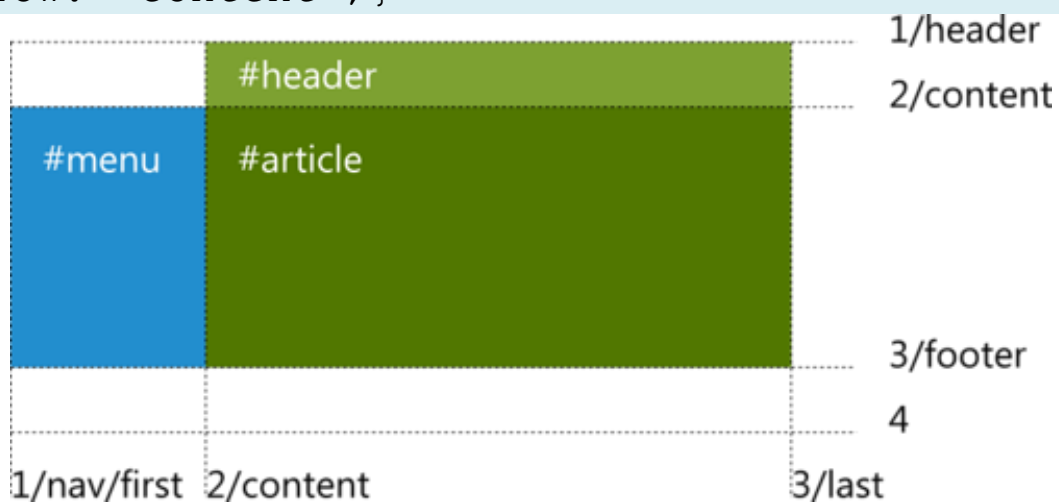 1/header
#header
2/content
#menu
#article
3/footer
4
1/nav/first
2/content
3/last